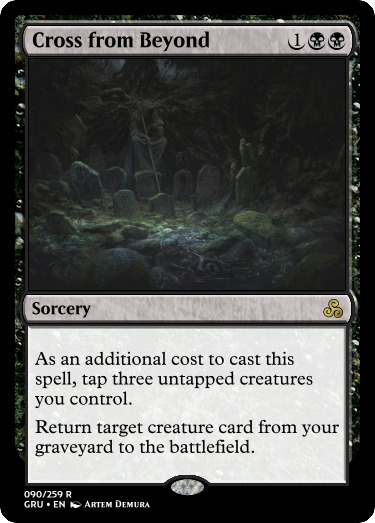 Cross from Beyond 1
Sorcery
As an additional cost to cast this
spell, tap three untapped creatures
you control.
Return target creature card from your
graveyard to the battlefield.
090/259 R
GRU • EN Artem Demura